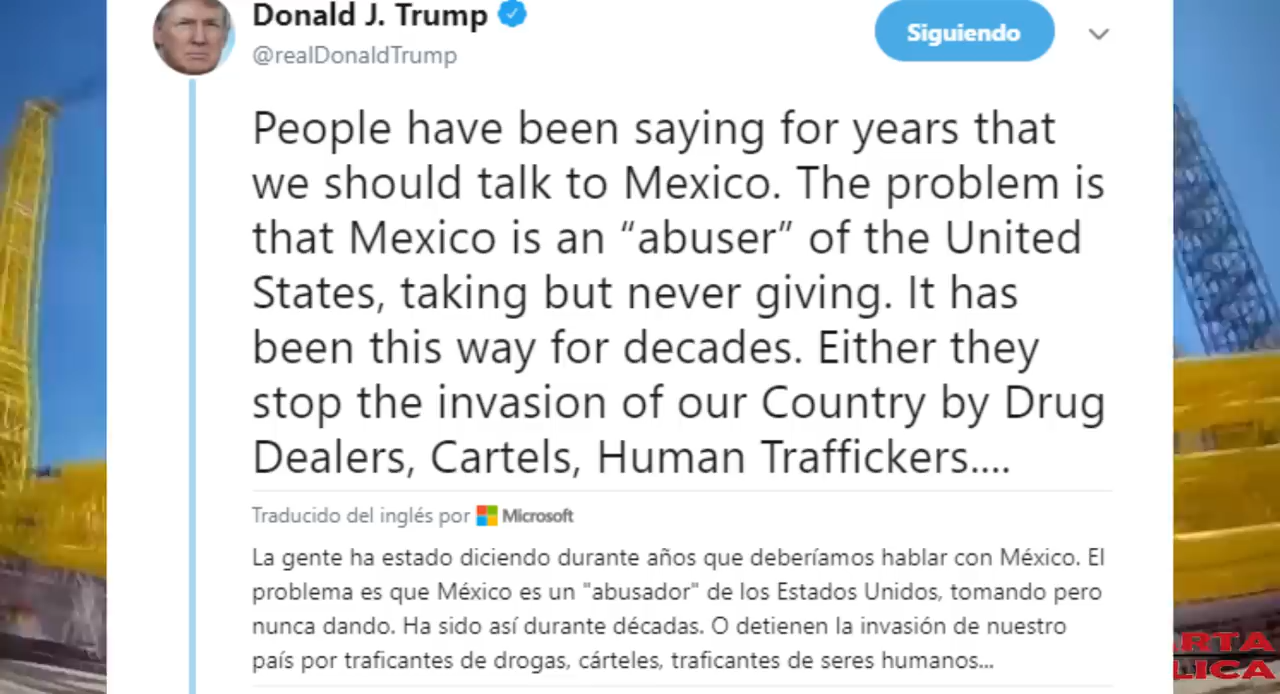 Donald J. Trump
@realDonaldTrump
Siguiendo
People have been saying for years that
we should talk to Mexico. The problem is
that Mexico is an “abuser” of the United
States, taking but never giving. It has
been this way for decades. Either they
stop the invasion of our Country by Drug
Dealers, Cartels, Human Traffickers....
Traducido del inglés por Microsoft
La gente ha estado diciendo durante años que deberíamos hablar con México. El
problema es que México es un "abusador" de los Estados Unidos, tomando pero
nunca dando. Ha sido así durante décadas. O detienen la invasión de nuestro
país por traficantes de drogas, cárteles, traficantes de seres humanos...
RTA
LICA